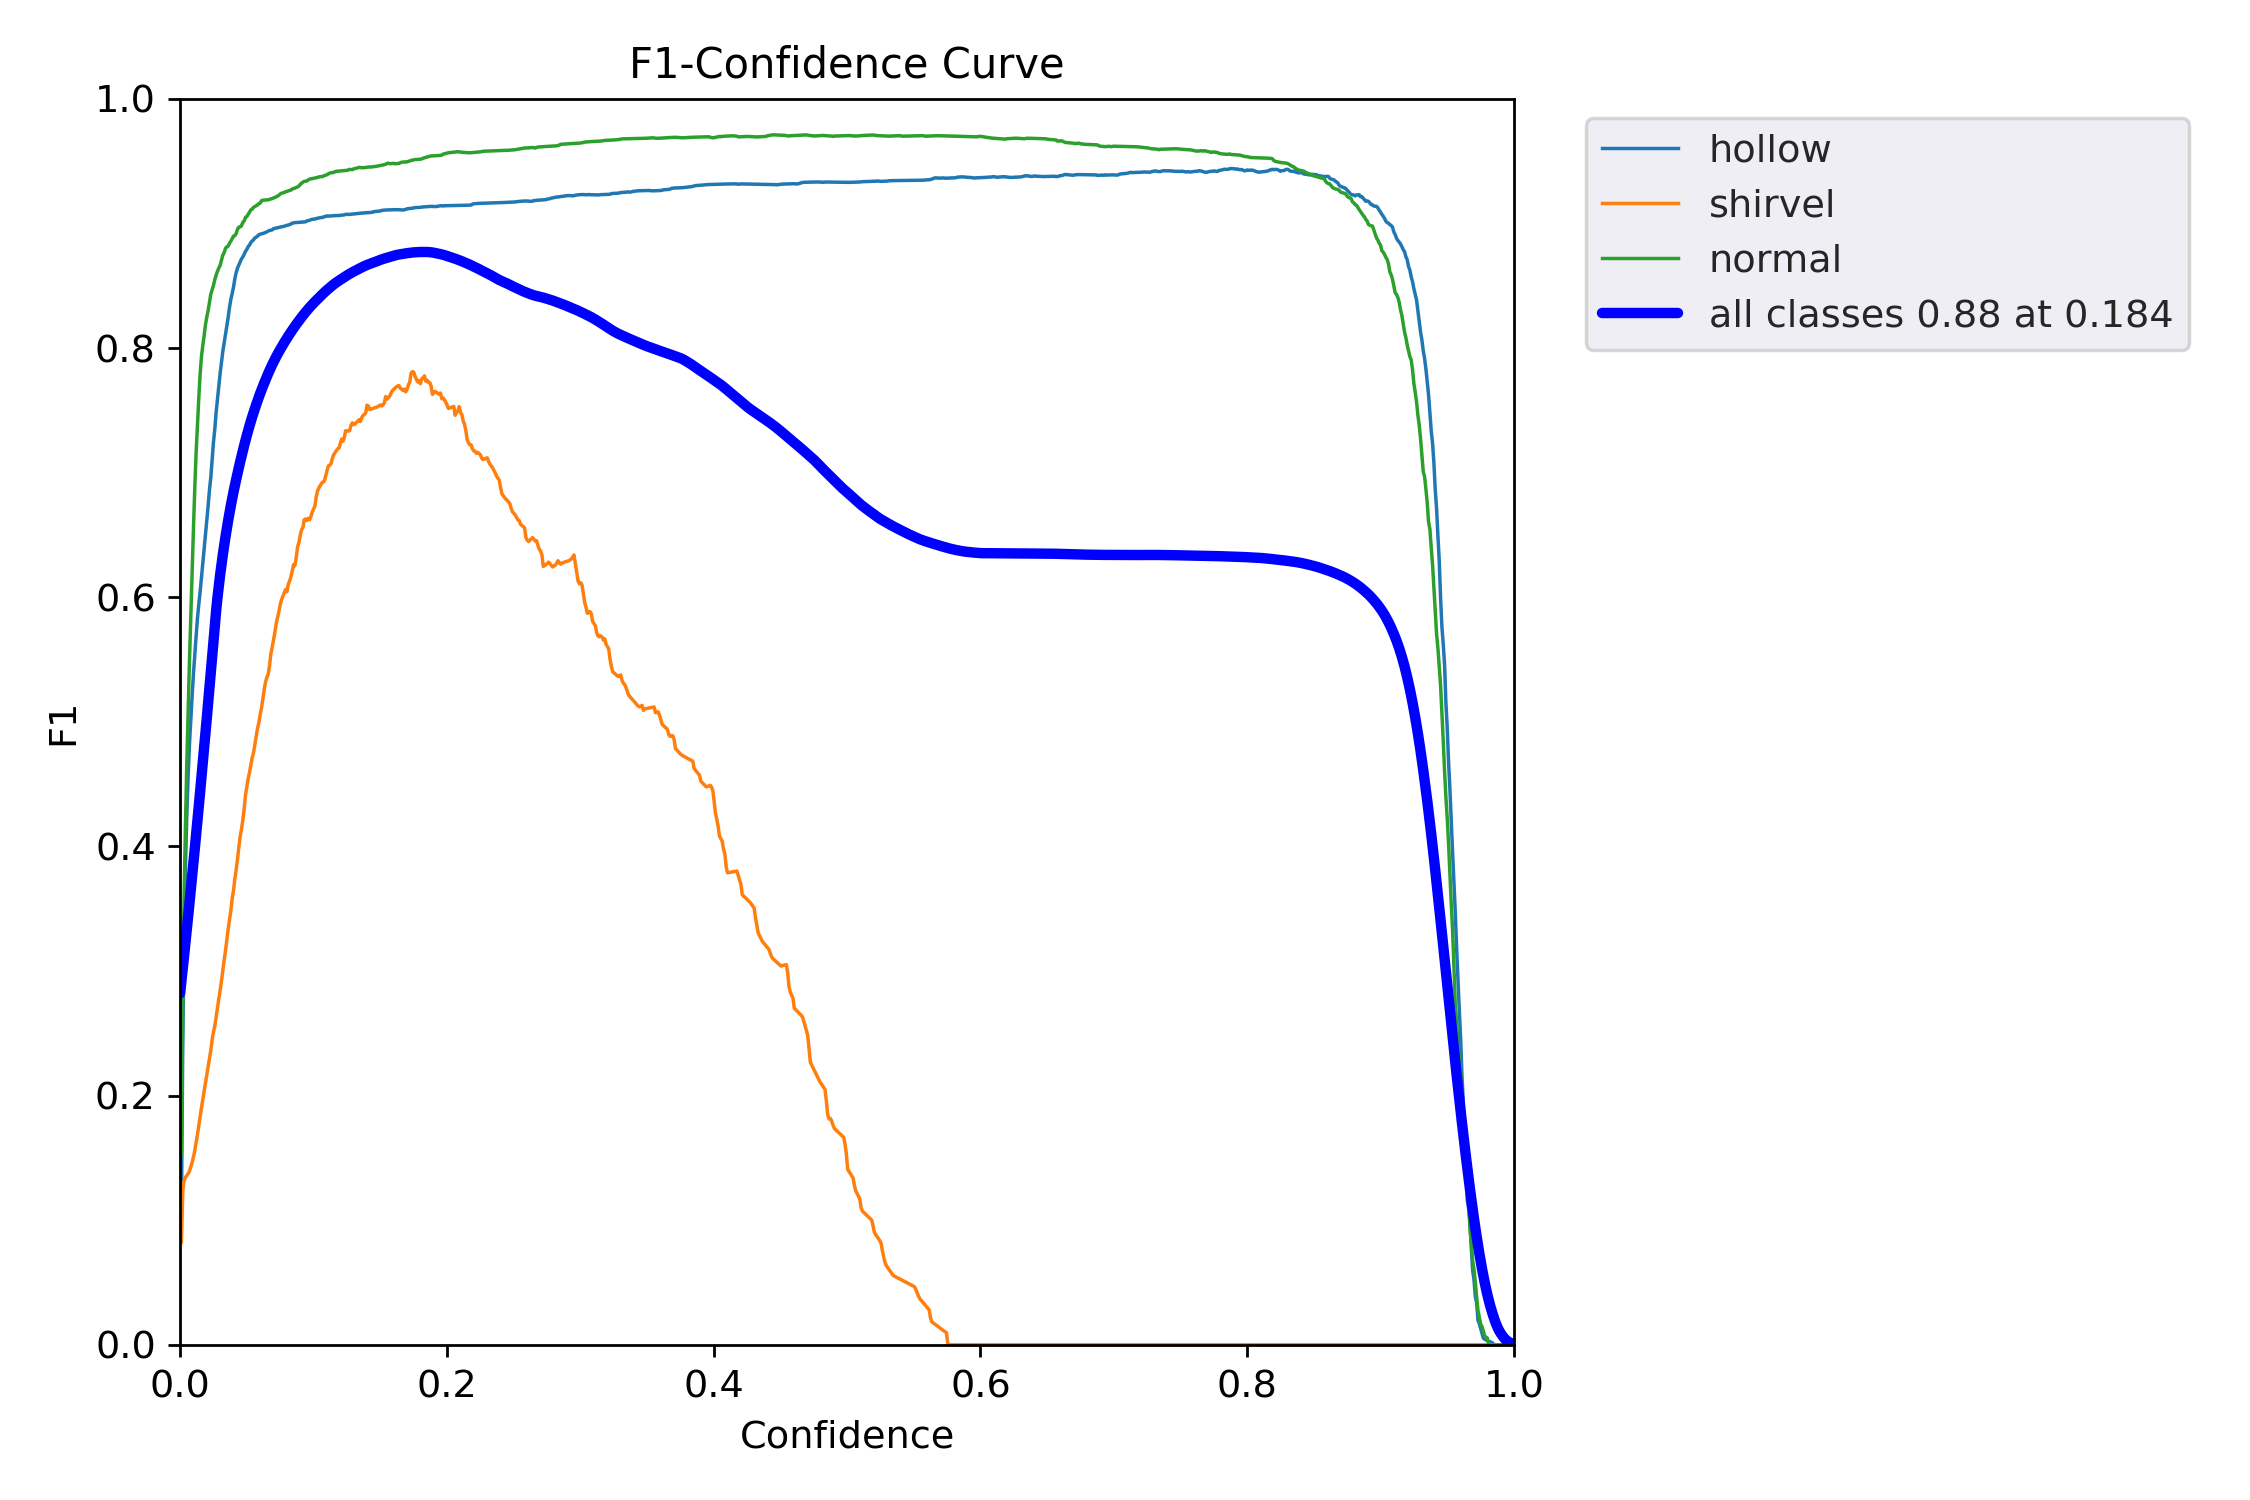 F1-Confidence Curve
1.0
0.8
0.6
0.4
0.2
0.0
F1
0.0 0.2 0.4 0.6 0.8 1.0
Confidence
hollow
shirvel
normal
all classes 0.88 at 0.184